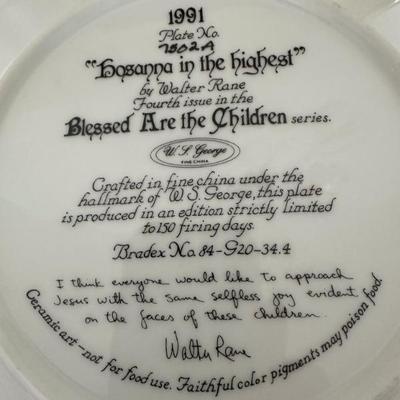 1991
Plate No.
7502A
"Hosanna in the highest"
by Walter Rane
Fourth issue in the
Blessed Are the Children series.
W. S. George
FINE CHINA
Crafted in fine china under the
hallmark of W. S. George, this plate
is produced in an edition strictly limited
to 150 firing days.
Bradex No. 84-G20-34.4
I think everyone would like to approach
Jesus with the same selfless joy evident
on the faces of these children.
Walter Rane
Ceramic art - not for food use. Faithful color pigments may poison food